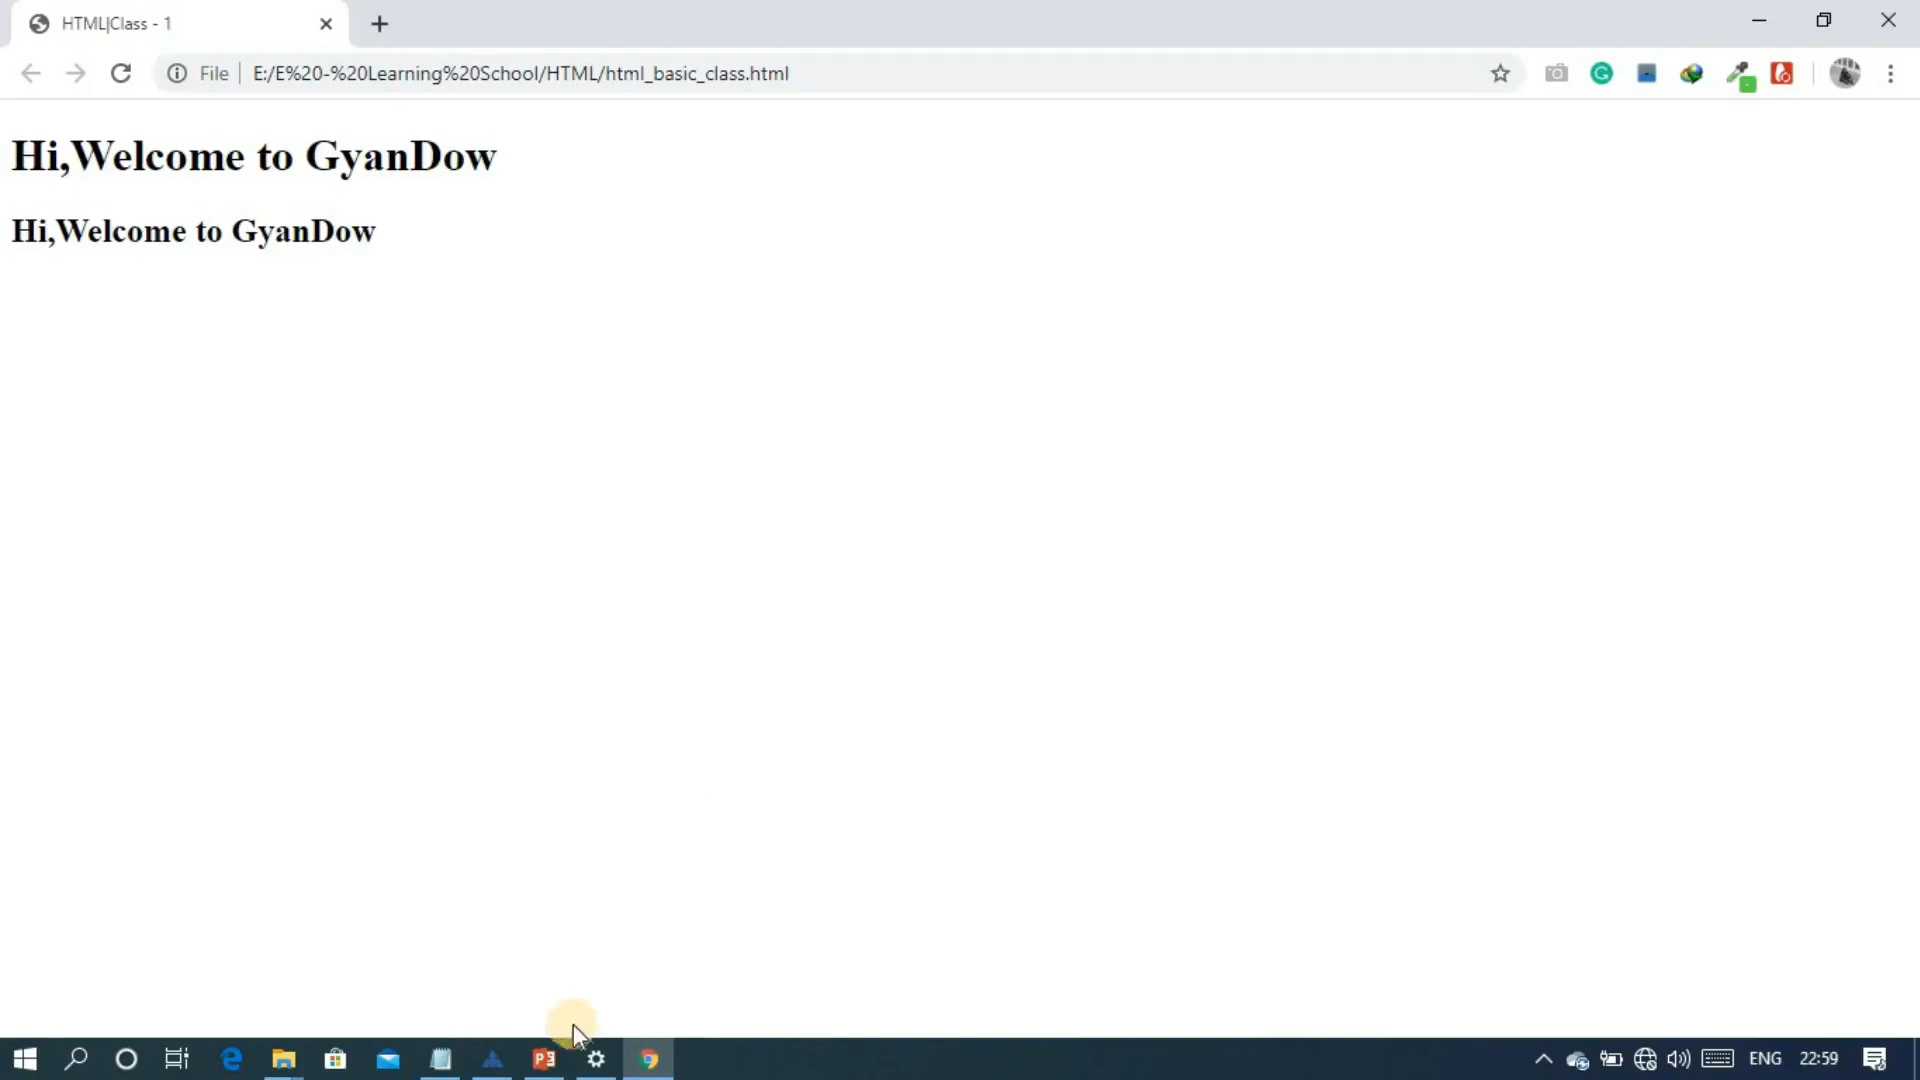 HTML|Class - 1
File
E:/E%20-%20Learning%20School/HTML/html_basic_class.html
Hi,Welcome to GyanDow
Hi,Welcome to GyanDow
ENG
22:59